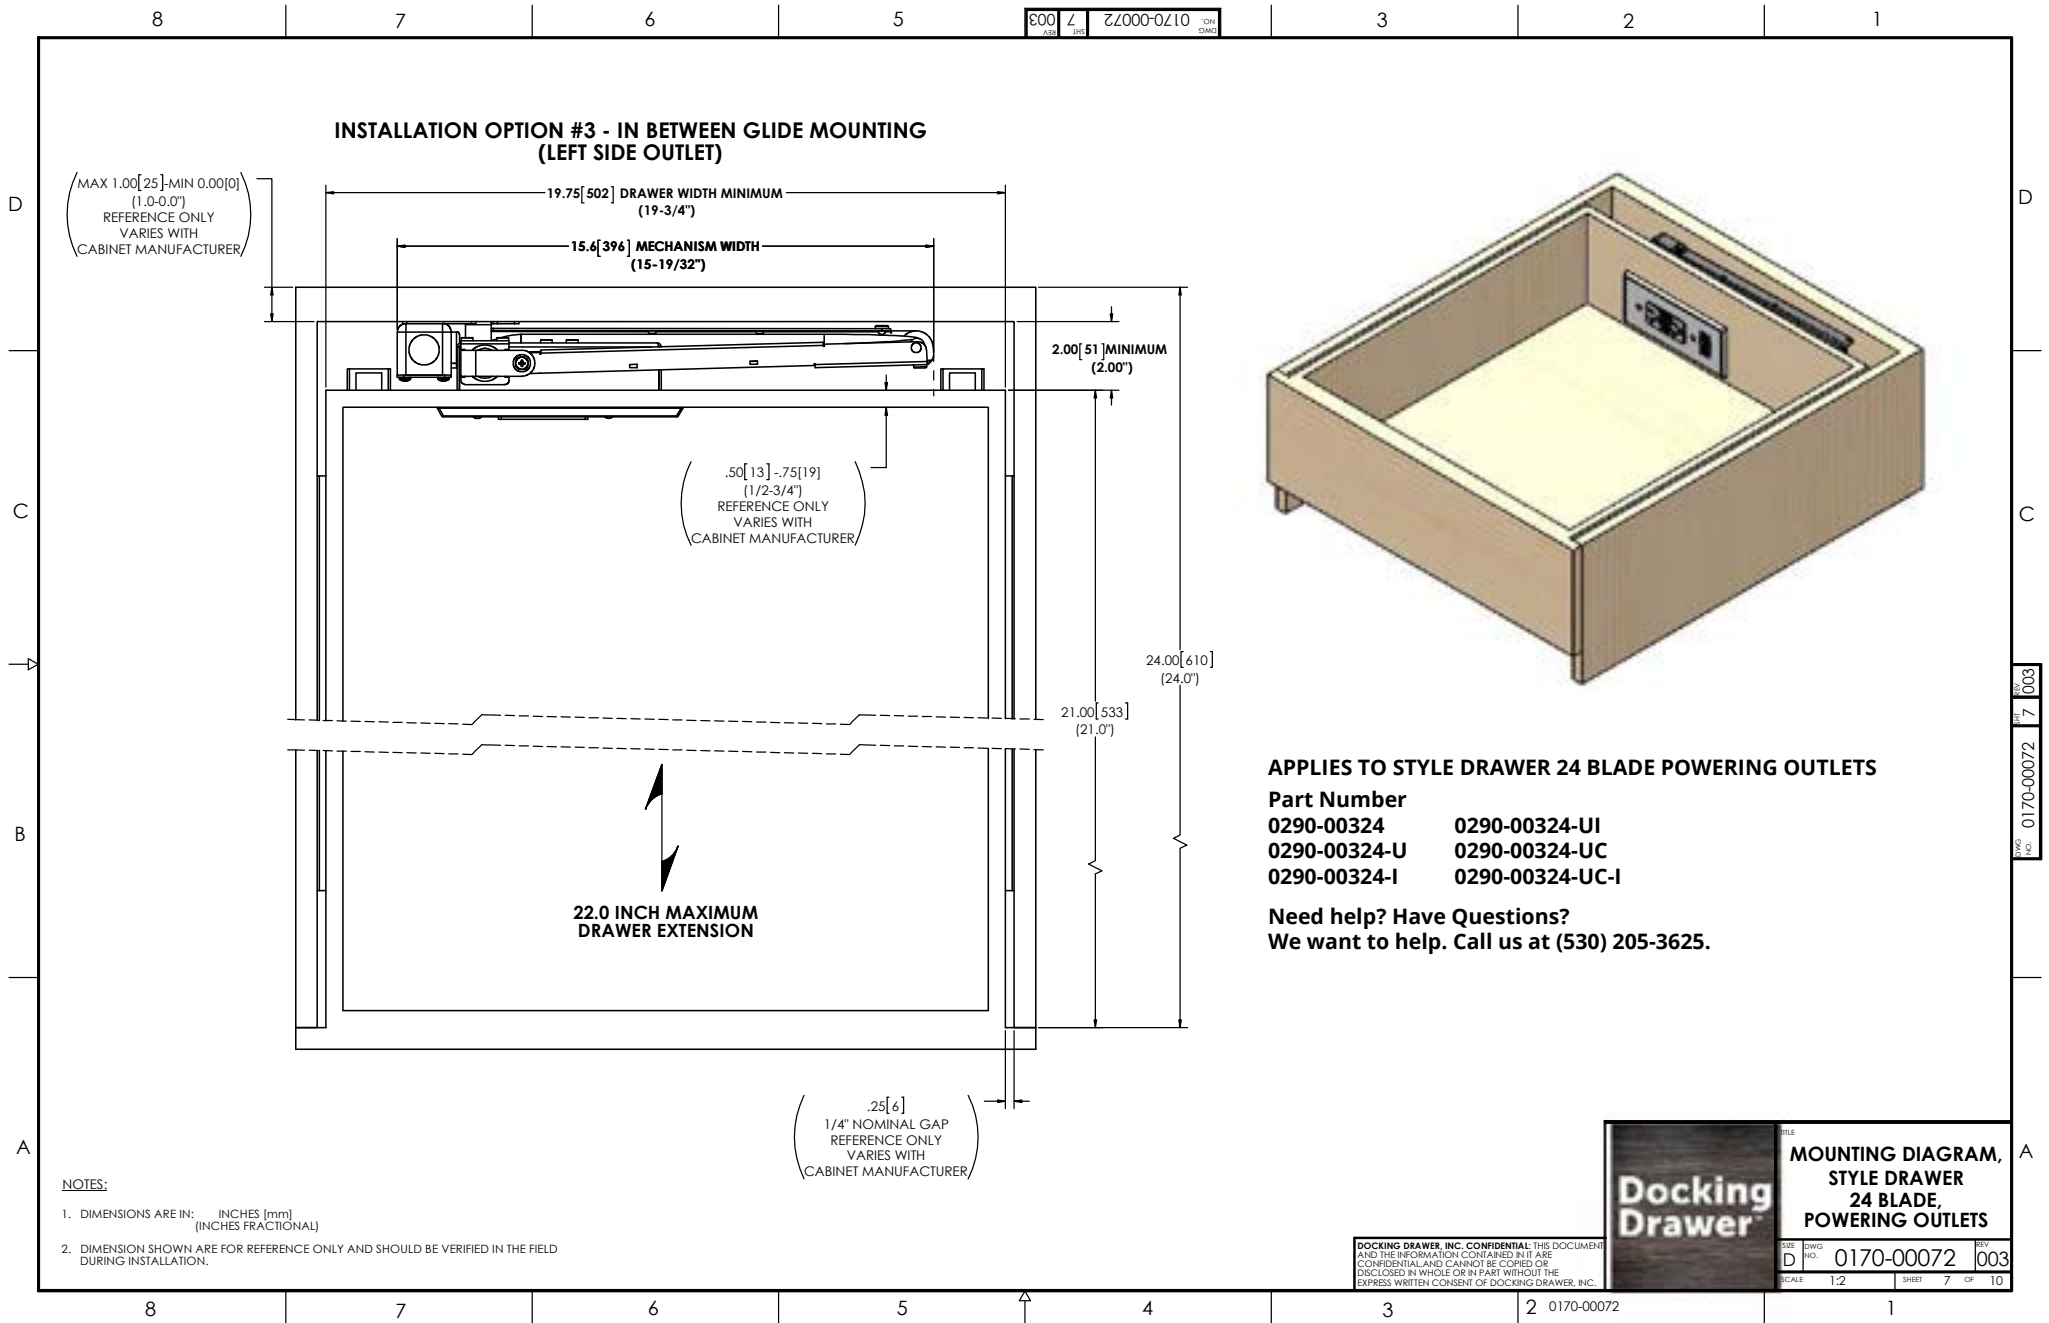 8
7
6
5
DWG NO. 0170-00072
SHT 7
REV 003
3
2
1
D
C
B
A
D
C
A
INSTALLATION OPTION #3 - IN BETWEEN GLIDE MOUNTING
(LEFT SIDE OUTLET)
MAX 1.00[25]-MIN 0.00[0]
(1.0-0.0")
REFERENCE ONLY
VARIES WITH
CABINET MANUFACTURER
19.75[502] DRAWER WIDTH MINIMUM
(19-3/4")
15.6[396] MECHANISM WIDTH
(15-19/32")
2.00[51]MINIMUM
(2.00")
.50[13]-.75[19]
(1/2-3/4")
REFERENCE ONLY
VARIES WITH
CABINET MANUFACTURER
24.00[610]
(24.0")
21.00[533]
(21.0")
22.0 INCH MAXIMUM
DRAWER EXTENSION
.25[6]
1/4" NOMINAL GAP
REFERENCE ONLY
VARIES WITH
CABINET MANUFACTURER
APPLIES TO STYLE DRAWER 24 BLADE POWERING OUTLETS
Part Number
0290-00324 0290-00324-UI
0290-00324-U 0290-00324-UC
0290-00324-I 0290-00324-UC-I
Need help? Have Questions?
We want to help. Call us at (530) 205-3625.
DWG NO. 0170-00072
SHT 7
REV 003
NOTES:
1. DIMENSIONS ARE IN: INCHES [mm]
(INCHES FRACTIONAL)
2. DIMENSION SHOWN ARE FOR REFERENCE ONLY AND SHOULD BE VERIFIED IN THE FIELD
DURING INSTALLATION.
DOCKING DRAWER, INC. CONFIDENTIAL: THIS DOCUMENT
AND THE INFORMATION CONTAINED IN IT ARE
CONFIDENTIAL,AND CANNOT BE COPIED OR
DISCLOSED IN WHOLE OR IN PART WITHOUT THE
EXPRESS WRITTEN CONSENT OF DOCKING DRAWER, INC.
Docking
Drawer
TITLE
MOUNTING DIAGRAM,
STYLE DRAWER
24 BLADE,
POWERING OUTLETS
SIZE D
DWG NO. 0170-00072
REV 003
SCALE 1:2
SHEET 7 OF 10
8
7
6
5
4
3
2 0170-00072
1